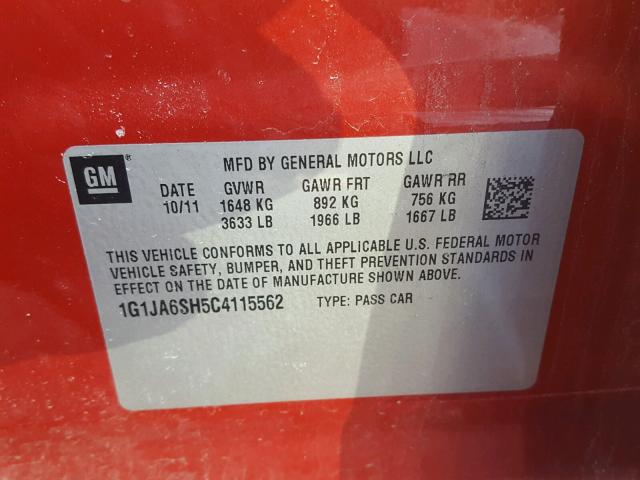 GM ®
MFD BY GENERAL MOTORS LLC
DATE GVWR GAWR FRT GAWR RR
10/11 1648 KG 892 KG 756 KG
3633 LB 1966 LB 1667 LB
THIS VEHICLE CONFORMS TO ALL APPLICABLE U.S. FEDERAL MOTOR
VEHICLE SAFETY, BUMPER, AND THEFT PREVENTION STANDARDS IN
EFFECT ON THE DATE OF MANUFACTURE SHOWN ABOVE.
1G1JA6SH5C4115562 TYPE: PASS CAR